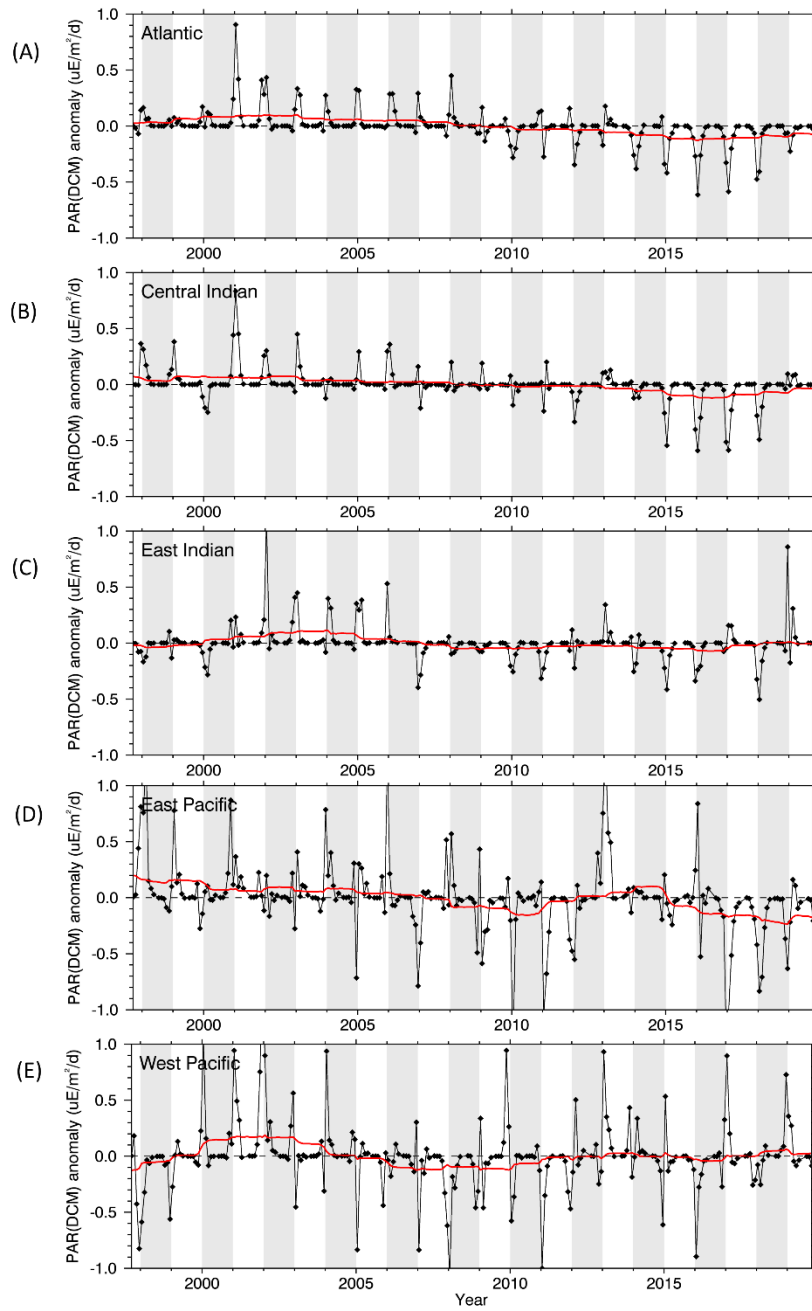 (A)
Atlantic
PAR(DCM) anomaly (uE/m²/d)
1.0
0.5
0.0
-0.5
-1.0
2000 2005 2010 2015
(B)
Central Indian
PAR(DCM) anomaly (uE/m²/d)
1.0
0.5
0.0
-0.5
-1.0
2000 2005 2010 2015
(C)
East Indian
PAR(DCM) anomaly (uE/m²/d)
1.0
0.5
0.0
-0.5
-1.0
2000 2005 2010 2015
(D)
East Pacific
PAR(DCM) anomaly (uE/m²/d)
1.0
0.5
0.0
-0.5
-1.0
2000 2005 2010 2015
(E)
West Pacific
PAR(DCM) anomaly (uE/m²/d)
1.0
0.5
0.0
-0.5
-1.0
2000 2005 2010 2015
Year